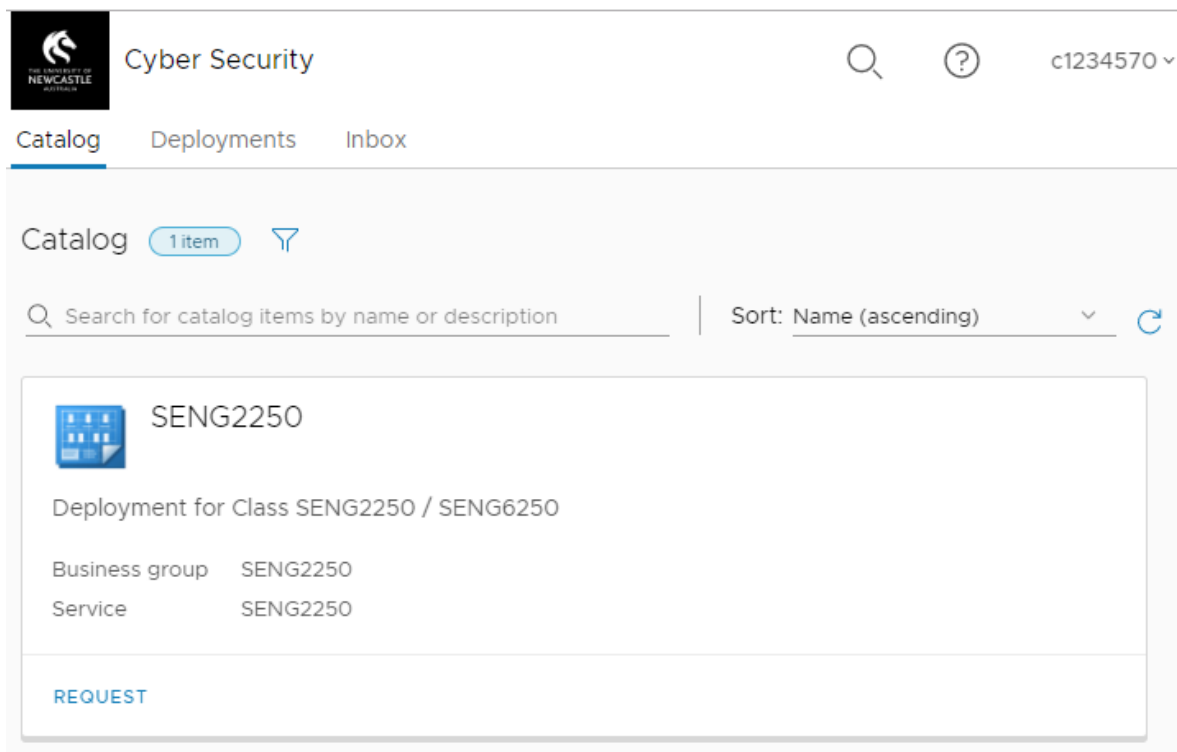 THE UNIVERSITY OF
NEWCASTLE
AUSTRALIA
Cyber Security
c1234570
Catalog Deployments Inbox
Catalog 1 item
Search for catalog items by name or description Sort: Name (ascending)
SENG2250
Deployment for Class SENG2250 / SENG6250
Business group SENG2250
Service SENG2250
REQUEST